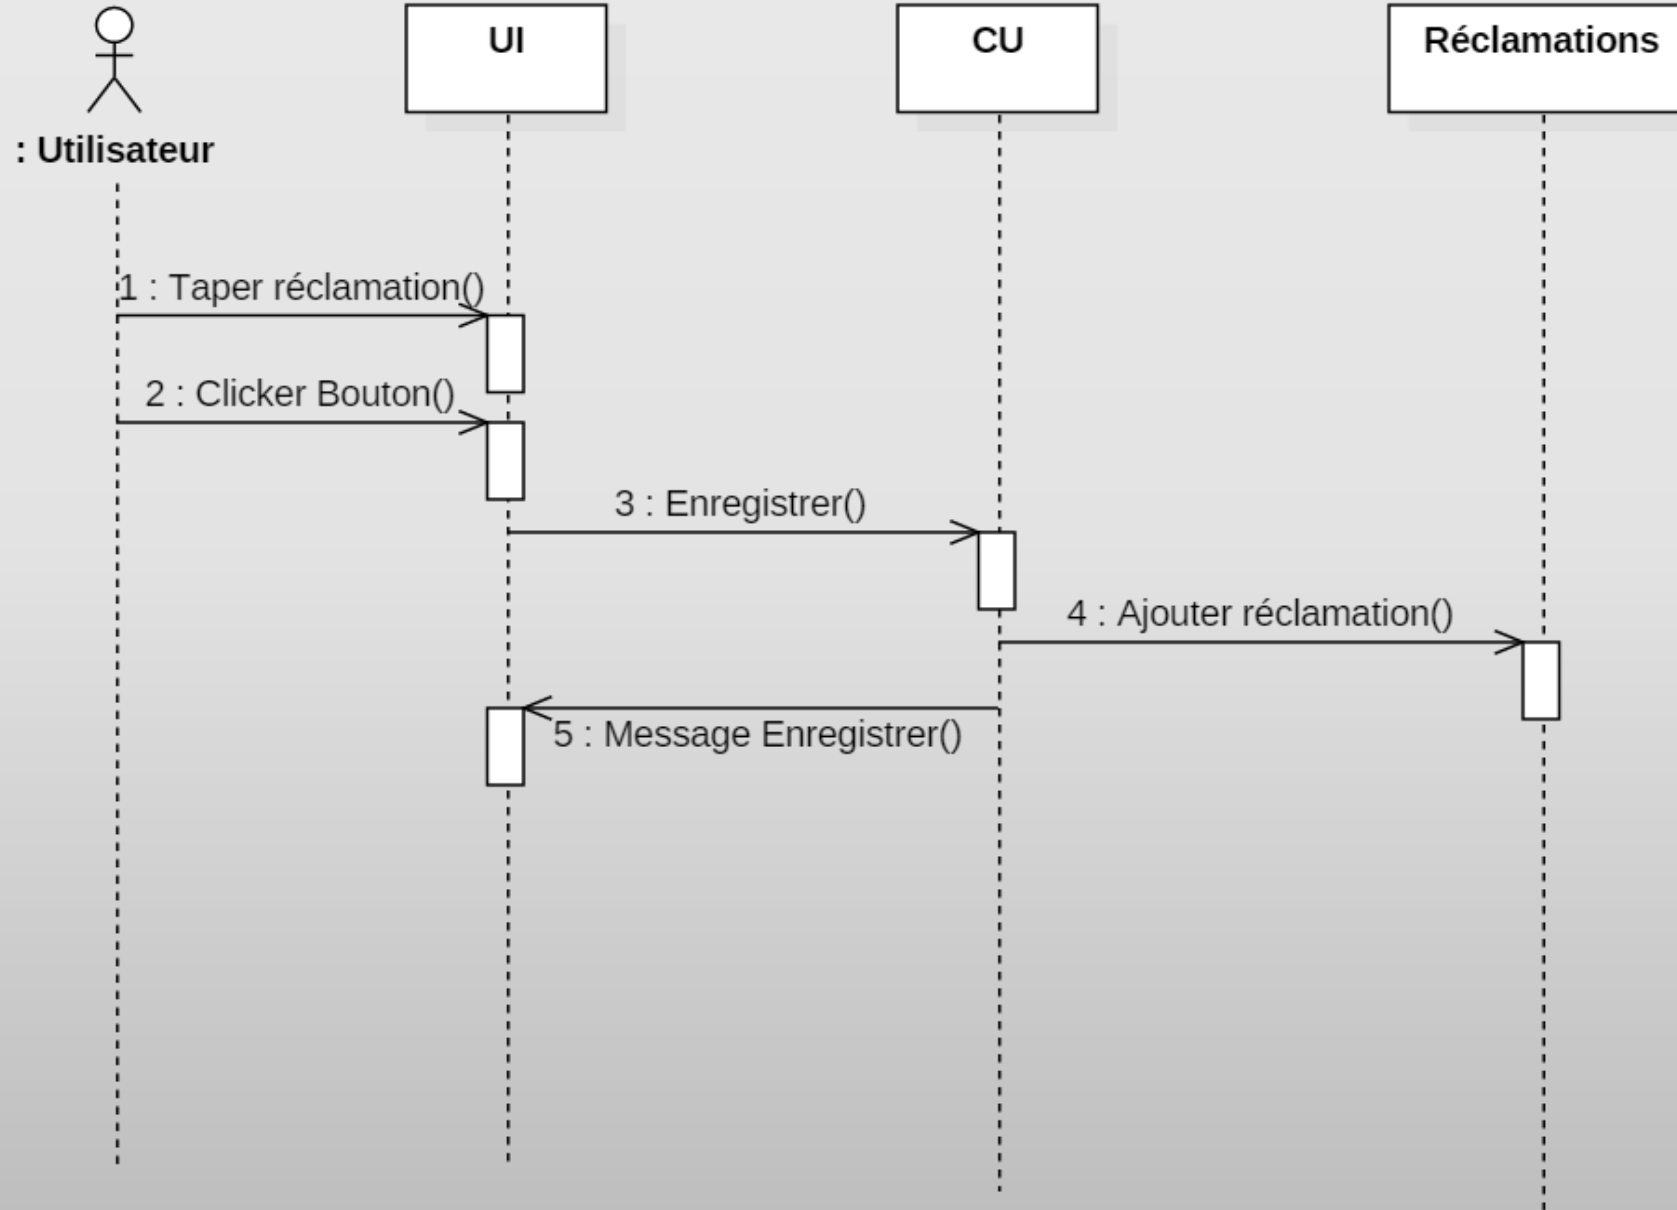 UI
CU
Réclamations
: Utilisateur
1 : Taper réclamation()
2 : Clicker Bouton()
3 : Enregistrer()
4 : Ajouter réclamation()
5 : Message Enregistrer()